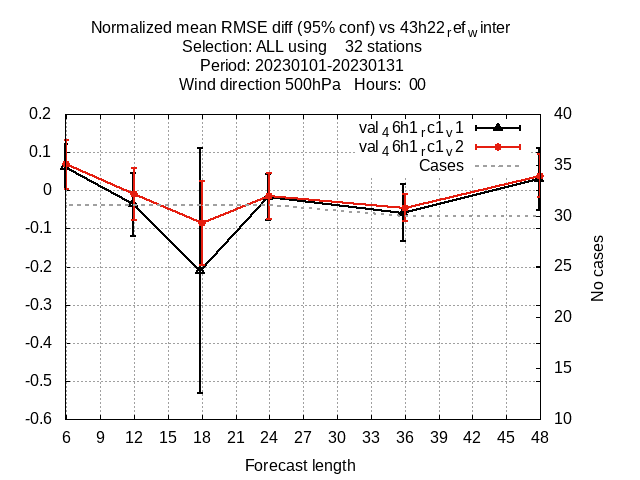 Normalized mean RMSE diff (95% conf) vs 43h22refwinter
Selection: ALL using 32 stations
Period: 20230101-20230131
Wind direction 500hPa Hours: 00
val46h1rc1v1
val46h1rc1v2
Cases
0.2
0.1
0
-0.1
-0.2
-0.3
-0.4
-0.5
-0.6
40
35
30
25
20
15
10
No cases
6 9 12 15 18 21 24 27 30 33 36 39 42 45 48
Forecast length